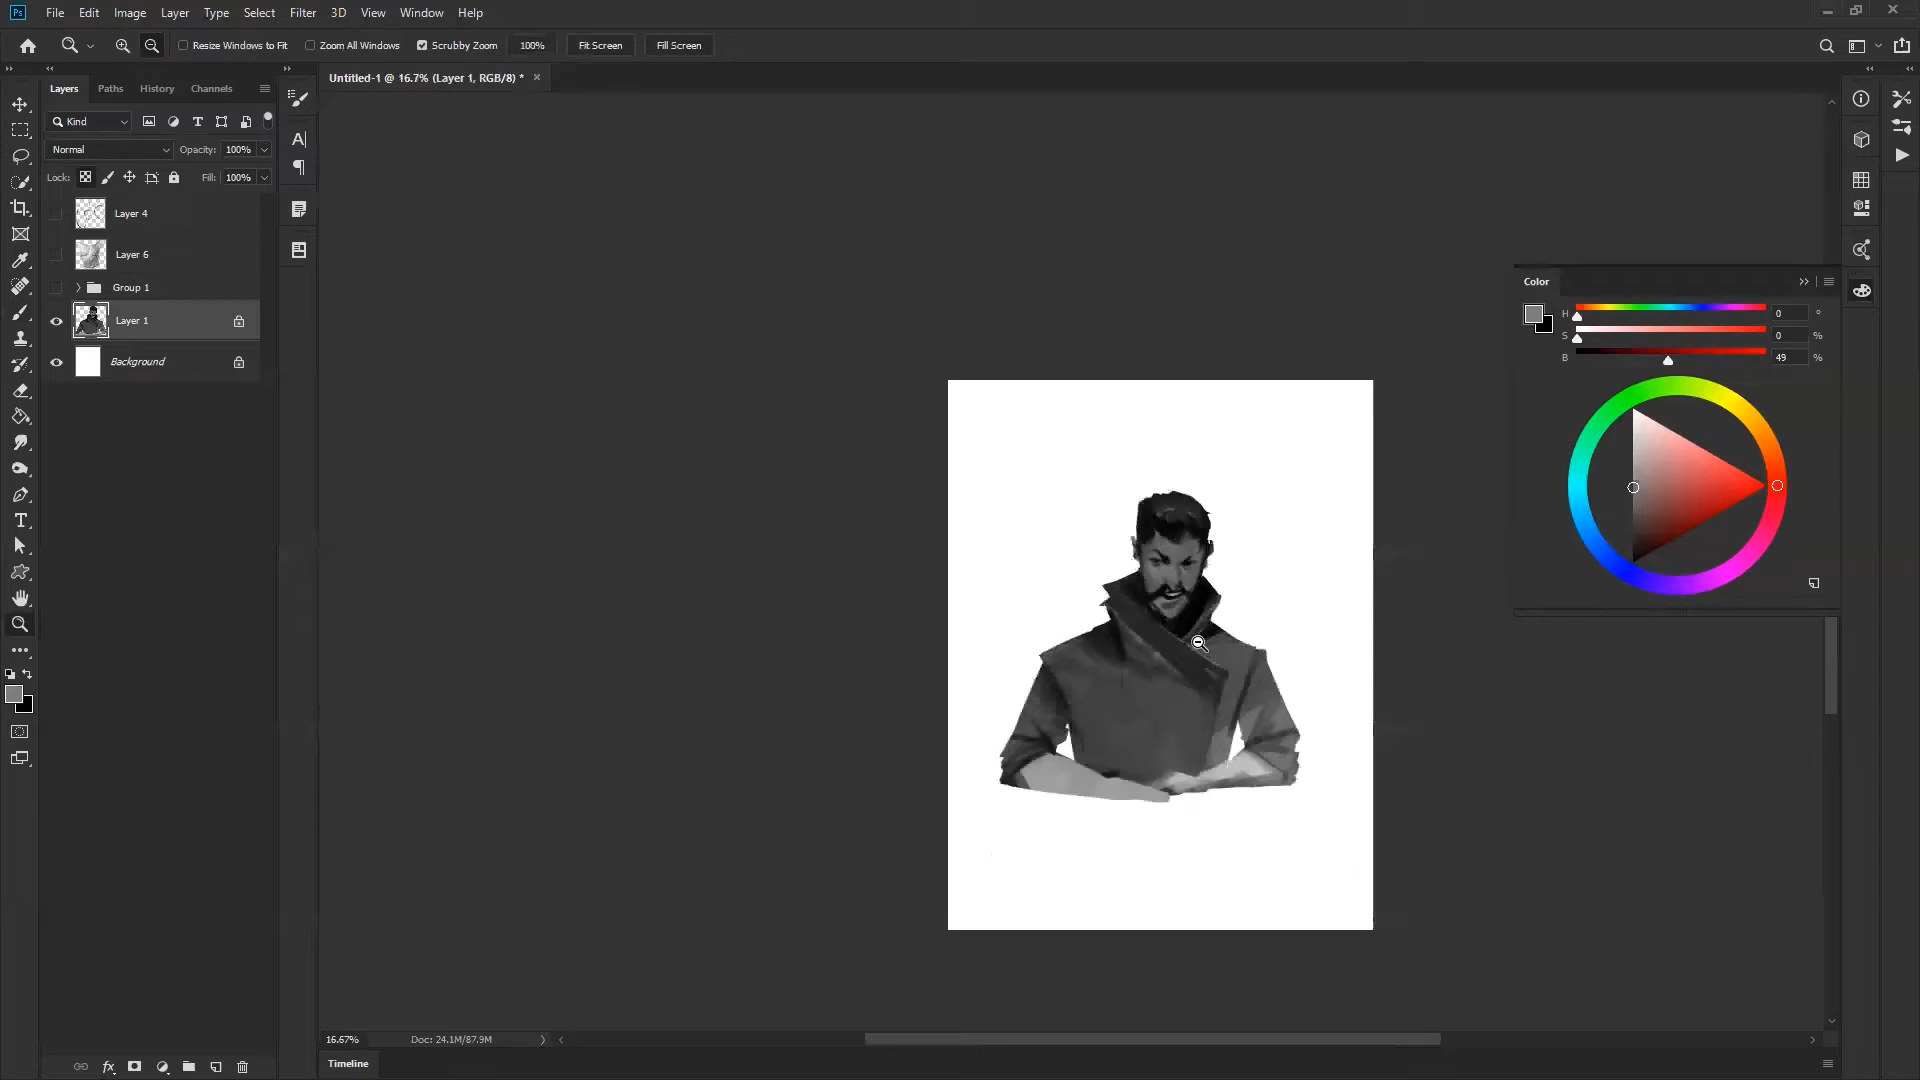 Ps File Edit Image Layer Type Select Filter 3D View Window Help
Resize Windows to Fit Zoom All Windows Scrubby Zoom 100% Fit Screen Fill Screen
Untitled-1 @ 16.7% (Layer 1, RGB/8) *
Layers Paths History Channels
Kind
Normal Opacity: 100%
Lock: Fill: 100%
Layer 4
Layer 6
Group 1
Layer 1
Background
Color
H 0 °
S 0 %
B 49 %
16.67% Doc: 24.1M/87.9M
Timeline